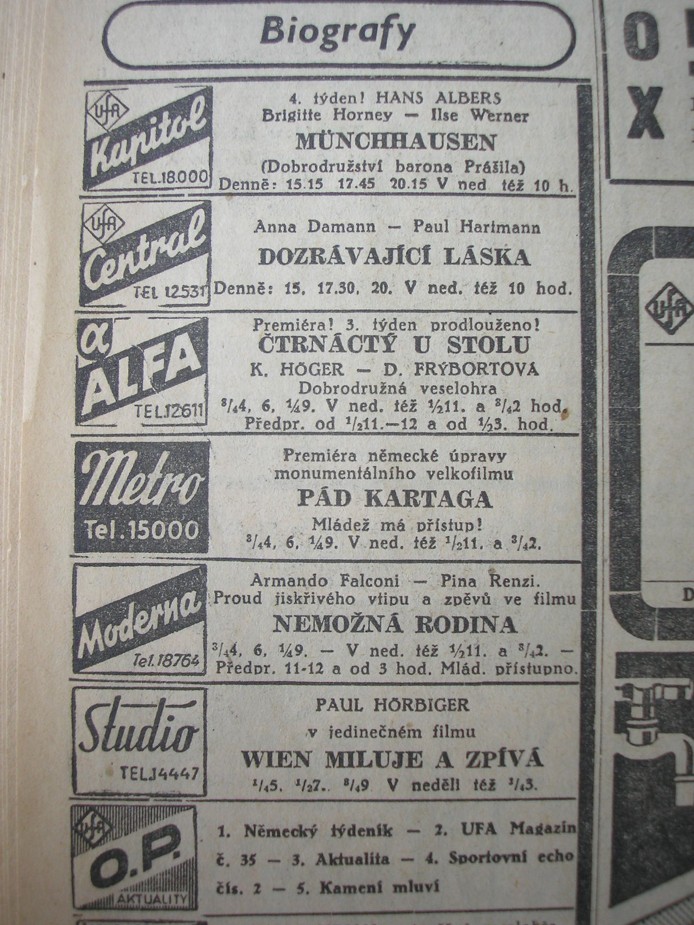 Biografy
UfA
Kapitol
TEL.18.000
4. týden! HANS ALBERS
Brigitte Horney — Ilse Werner
MÜNCHHAUSEN
(Dobrodružství barona Prášila)
Denně: 15.15 17.45 20.15 V ned též 10 h.
UfA
Central
TEL 12531
Anna Damann — Paul Hartmann
DOZRÁVAJÍCÍ LÁSKA
Denně: 15, 17.30, 20. V ned. též 10 hod.
α
ALFA
TEL.12611
Premiéra! 3. týden prodlouženo!
ČTRNÁCTÝ U STOLU
K. HÖGER — D. FRÝBORTOVÁ
Dobrodružná veselohra
¾4, 6, ¼9. V ned. též ½11. a ¾2 hod.
Předpr. od ½11.—12 a od ½3. hod.
Metro
Tel.15000
Premiéra německé úpravy
monumentálního velkofilmu
PÁD KARTAGA
Mládež má přístup!
¾4, 6, ¼9. V ned. též ½11. a ¾2.
Moderna
Tel.18764
Armando Falconi — Pina Renzi.
Proud jiskřivého vtipu a zpěvů ve filmu
NEMOŽNÁ RODINA
¾4, 6, ¼9. — V ned. též ½11. a ¾2. —
Předpr. 11-12 a od 3 hod. Mlád. přístupno.
Studio
TEL.14447
PAUL HÖRBIGER
v jedinečném filmu
WIEN MILUJE A ZPÍVÁ
¼5. ½7. ¾9 V neděli též ¼3.
UfA
O.P.
AKTUALITY
1. Německý týdeník — 2. UFA Magazin
č. 35 — 3. Aktualita — 4. Sportovní echo
čís. 2 — 5. Kamení mluví
O
X
UfA
D